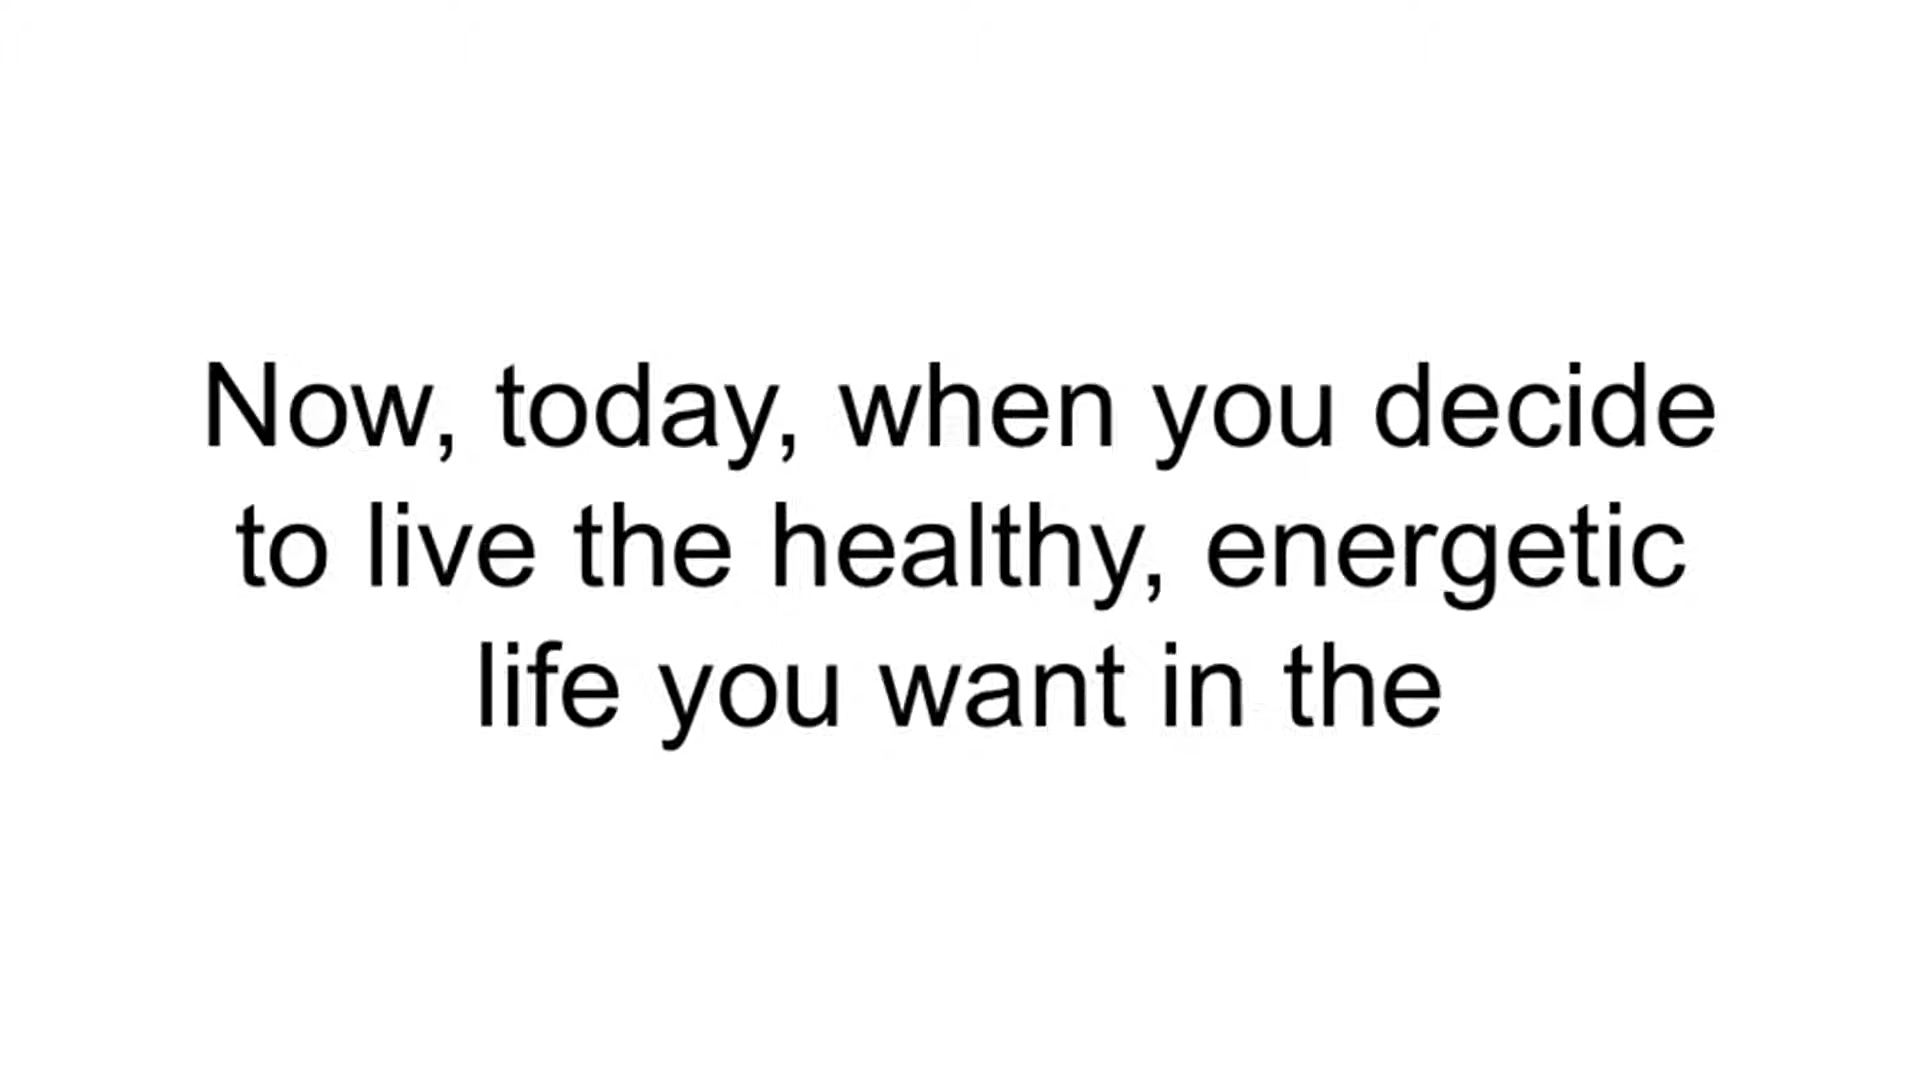 Now, today, when you decide
to live the healthy, energetic
life you want in the